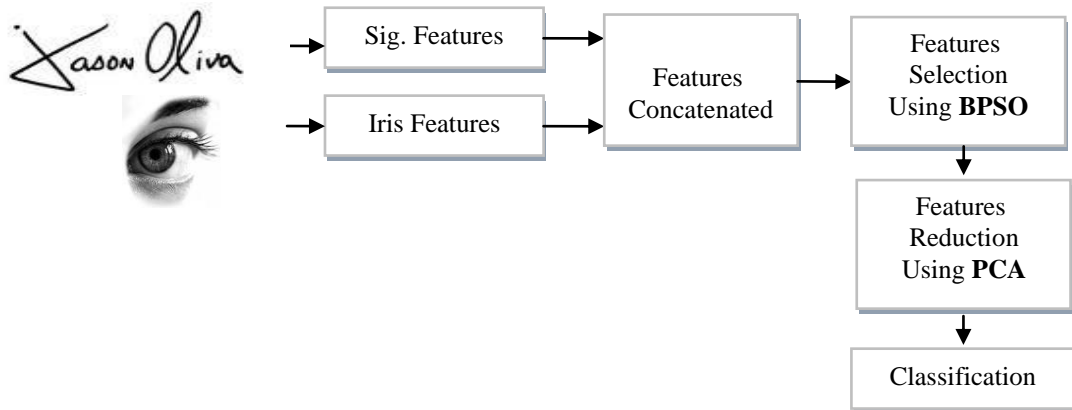 Jason Oliva
Sig. Features
Iris Features
Features
Concatenated
Features
Selection
Using BPSO
Features
Reduction
Using PCA
Classification